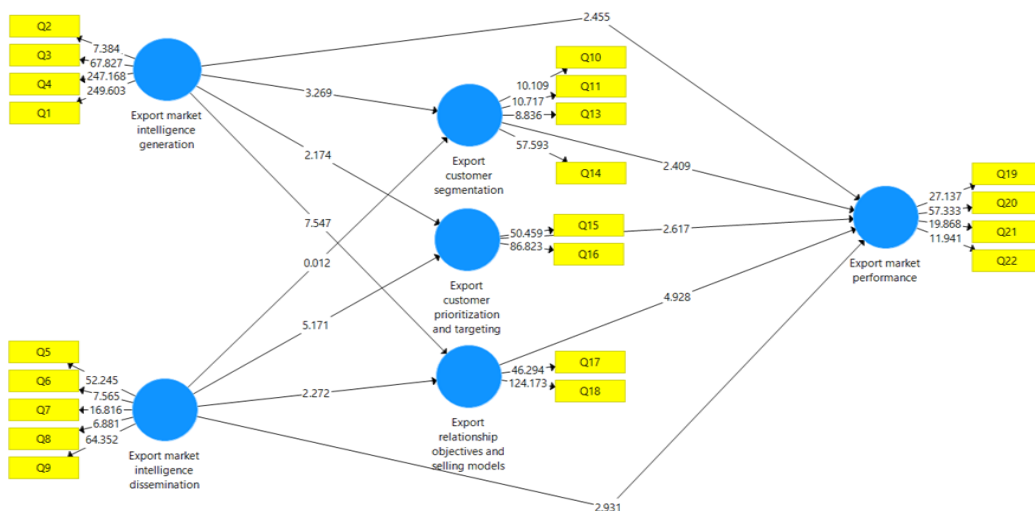 2.455
Q2
7.384
Q3
67.827
Q4
247.168
Q1
249.603
Export market
intelligence
generation
3.269
2.174
7.547
0.012
5.171
2.272
Q10
10.109
Q11
10.717
Q13
8.836
57.593
Q14
Export
customer
segmentation
2.409
Q15
50.459
2.617
Q16
86.823
Export
customer
prioritization
and targeting
4.928
Q17
46.294
Q18
124.173
Export
relationship
objectives and
selling models
Q19
27.137
Q20
57.333
Q21
19.868
Q22
11.941
Export market
performance
Q5
52.245
Q6
7.565
Q7
16.816
Q8
6.881
Q9
64.352
Export market
intelligence
dissemination
2.931